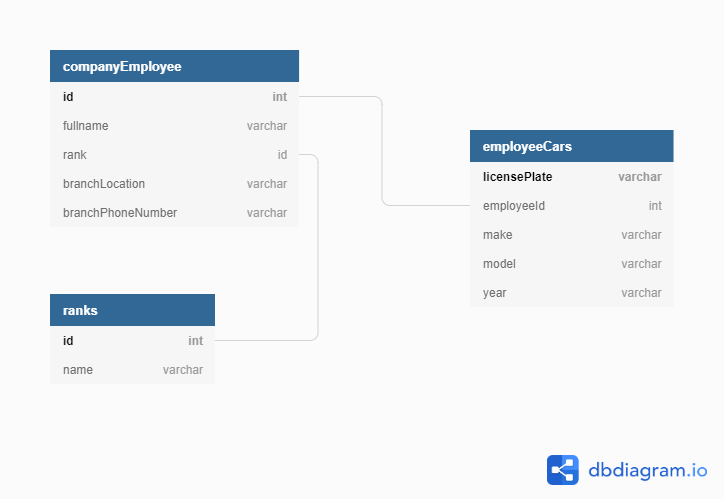 companyEmployee
id int
fullname varchar
rank id
branchLocation varchar
branchPhoneNumber varchar
employeeCars
licensePlate varchar
employeeId int
make varchar
model varchar
year varchar
ranks
id int
name varchar
dbdiagram.io